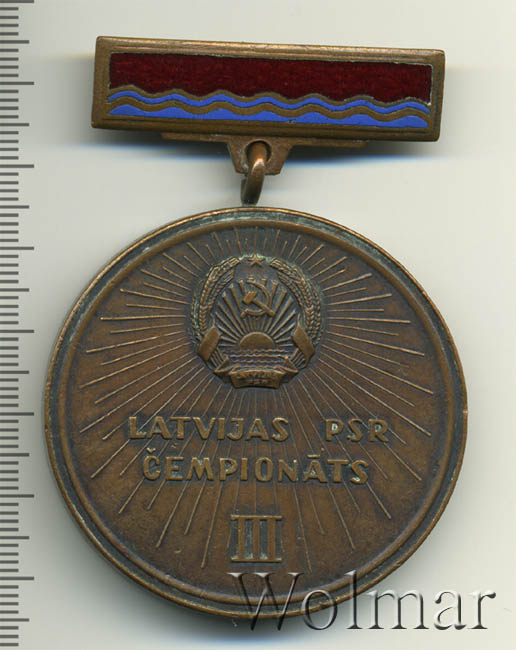 LATVIJAS PSR
ČEMPIONĀTS
III
Wolmar